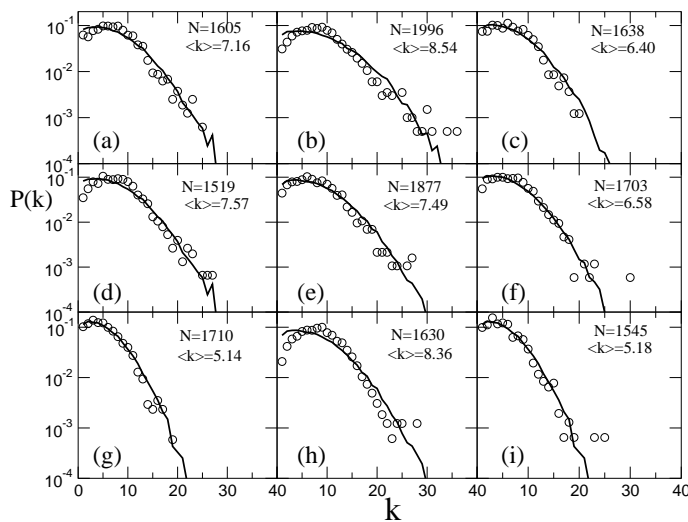 10^-1
10^-2
10^-3
10^-4
N=1605
<k>=7.16
(a)
N=1996
<k>=8.54
(b)
N=1638
<k>=6.40
(c)
P(k)
10^-1
10^-2
10^-3
10^-4
N=1519
<k>=7.57
(d)
N=1877
<k>=7.49
(e)
N=1703
<k>=6.58
(f)
10^-1
10^-2
10^-3
10^-4
N=1710
<k>=5.14
(g)
N=1630
<k>=8.36
(h)
N=1545
<k>=5.18
(i)
0 10 20 30 40 10 20 30 40 10 20 30 40
k